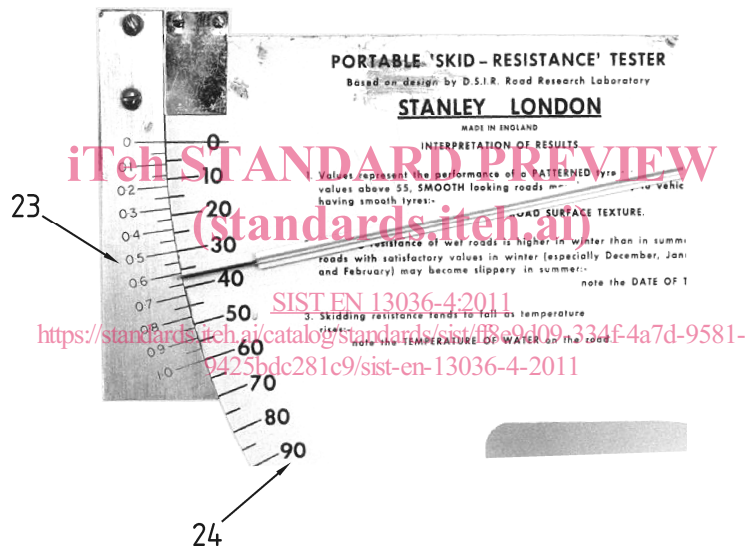 PORTABLE 'SKID – RESISTANCE' TESTER
Based on design by D.S.I.R. Road Research Laboratory
STANLEY LONDON
MADE IN ENGLAND
INTERPRETATION OF RESULTS
iTeh STANDARD PREVIEW
(standards.iteh.ai)
1. Values represent the performance of a PATTERNED tyre
values above 55, SMOOTH looking roads
having smooth tyres:-
ROAD SURFACE TEXTURE.
resistance of wet roads is higher in winter than in
roads with satisfactory values in winter (especially December,
and February) may become slippery in summer:-
note the DATE OF
SIST EN 13036-4:2011
3. Skidding resistance tends to fall as temperature
rises:-
note the TEMPERATURE OF WATER on the road
https://standards.iteh.ai/catalog/standards/sist/ff8e9d09-334f-4a7d-9581-
9425bdc281c9/sist-en-13036-4-2011
0
0·1
0·2
0·3
0·4
0·5
0·6
0·7
0·8
0·9
1·0
0
10
20
30
40
50
60
70
80
90
23
24